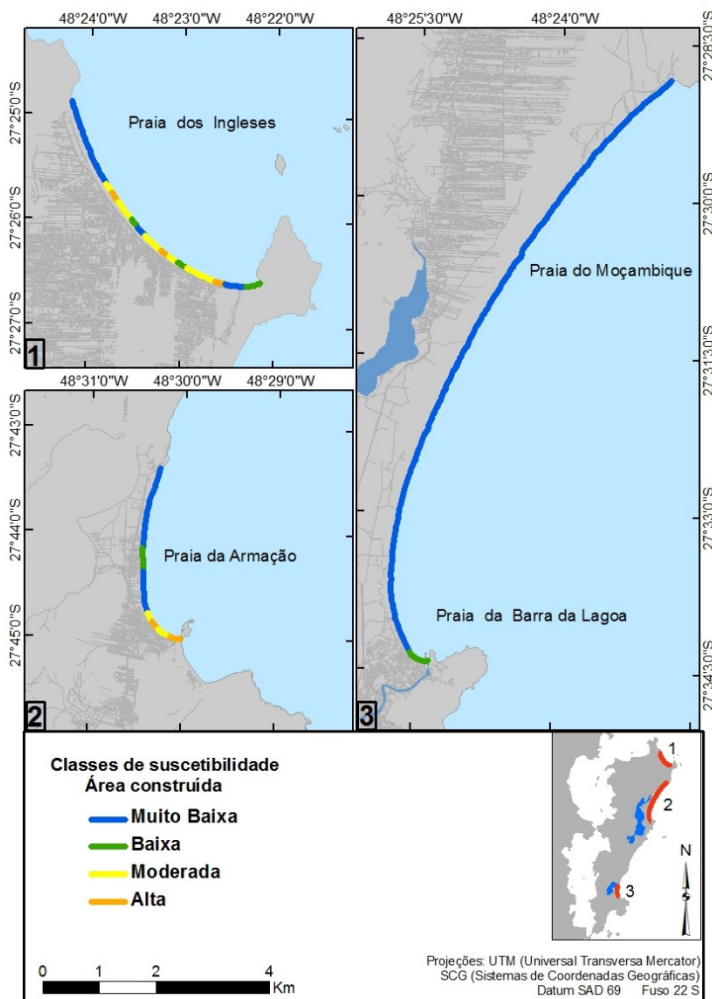 48°24'0"W 48°23'0"W 48°22'0"W
27°25'0"S
27°26'0"S
27°27'0"S
Praia dos Ingleses
1
48°31'0"W 48°30'0"W 48°29'0"W
27°43'0"S
27°44'0"S
27°45'0"S
Praia da Armação
2
48°25'30"W 48°24'0"W
27°28'30"S
27°30'0"S
27°31'30"S
27°33'0"S
27°34'30"S
Praia do Moçambique
Praia da Barra da Lagoa
3
Classes de suscetibilidade
Área construída
Muito Baixa
Baixa
Moderada
Alta
0 1 2 4
Km
1
2
3
N
Projeções: UTM (Universal Transversa Mercator)
SCG (Sistemas de Coordenadas Geográficas)
Datum SAD 69 Fuso 22 S